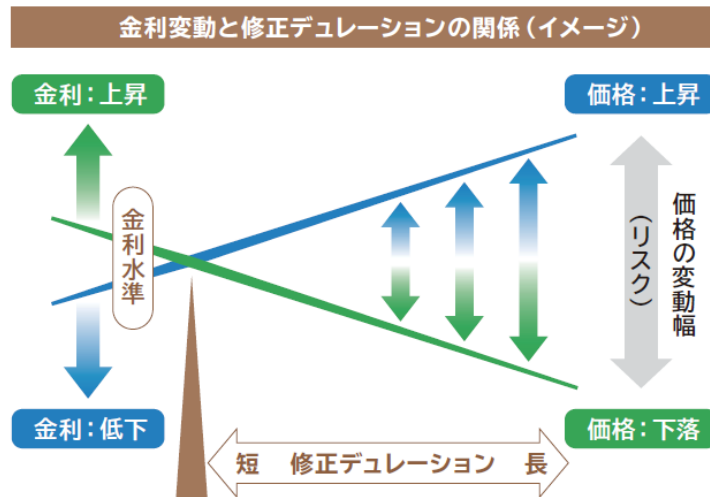 金利変動と修正デュレーションの関係（イメージ）
金利：上昇
価格：上昇
金利水準
価格の変動幅
（リスク）
金利：低下
価格：下落
短 修正デュレーション 長